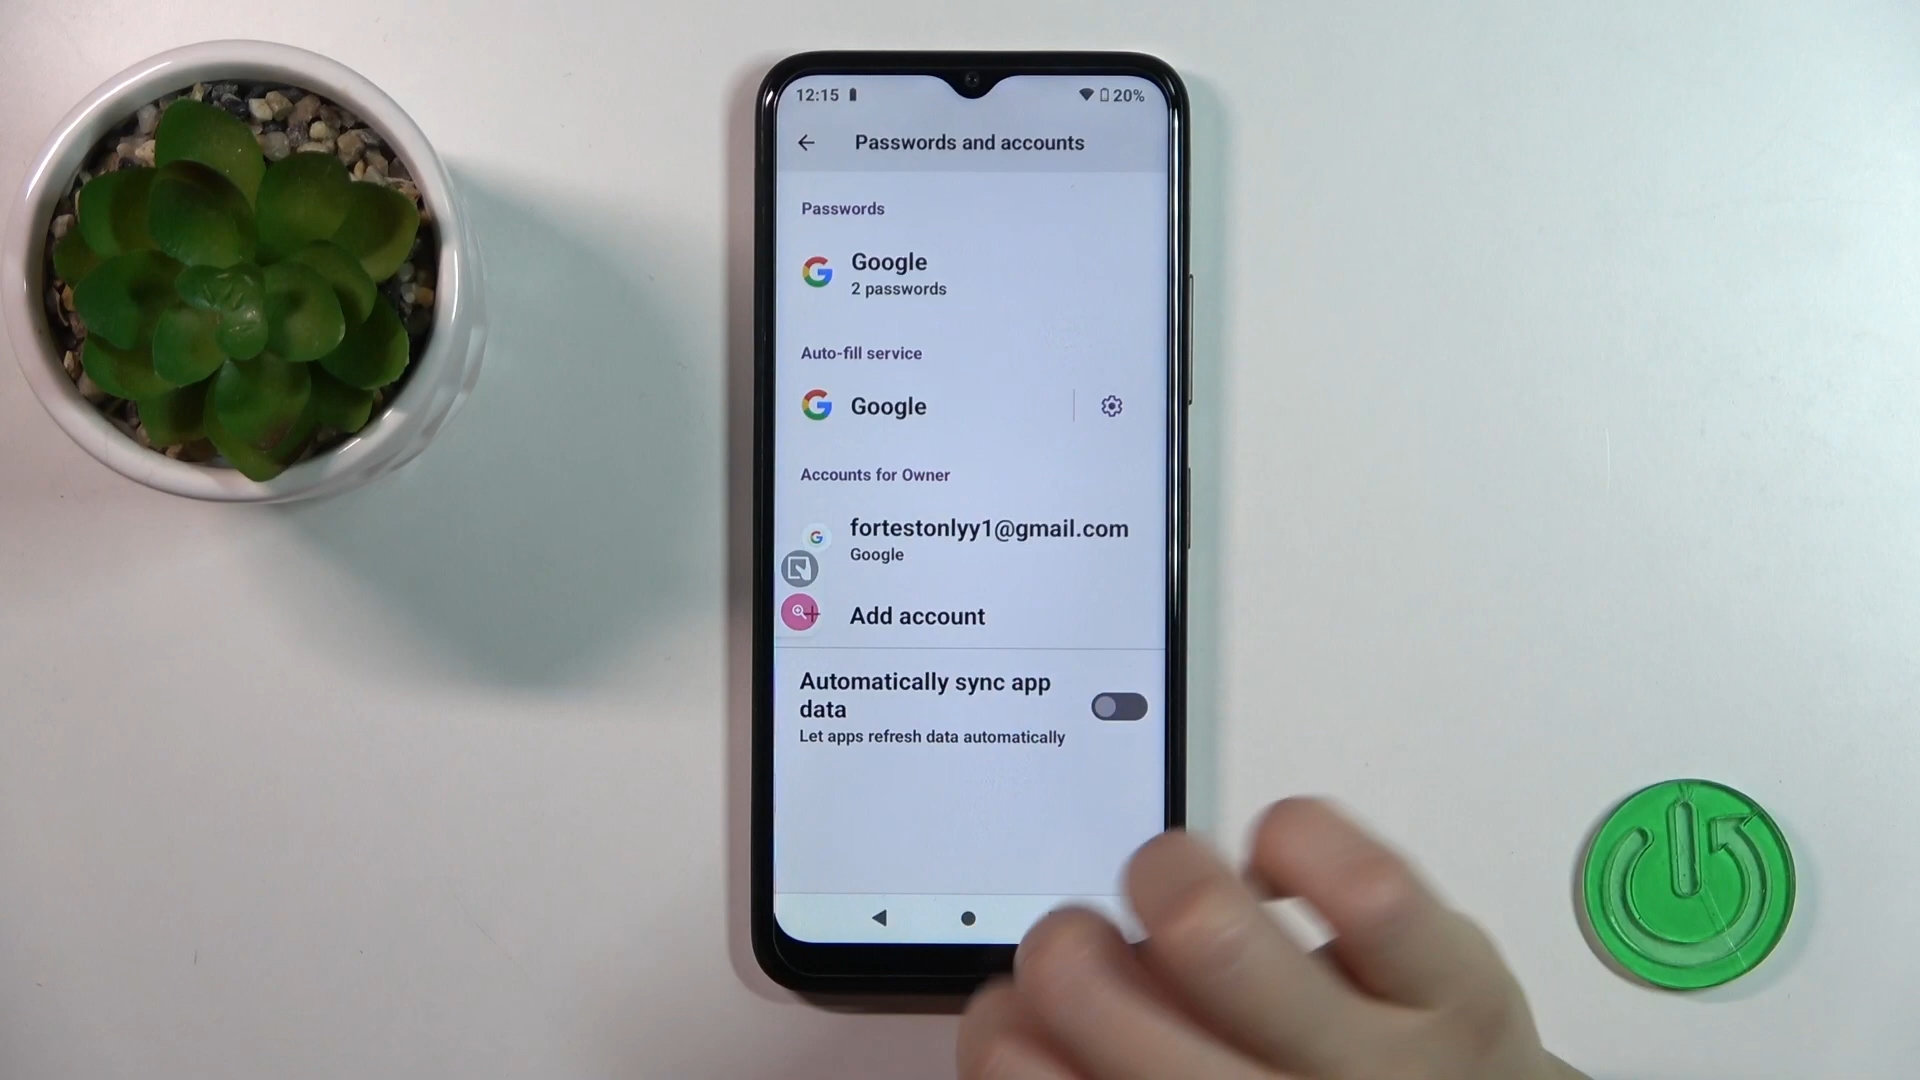 12:15 20%
Passwords and accounts
Passwords
Google
2 passwords
Auto-fill service
Google
Accounts for Owner
fortestonlyy1@gmail.com
Google
Add account
Automatically sync app
data
Let apps refresh data automatically